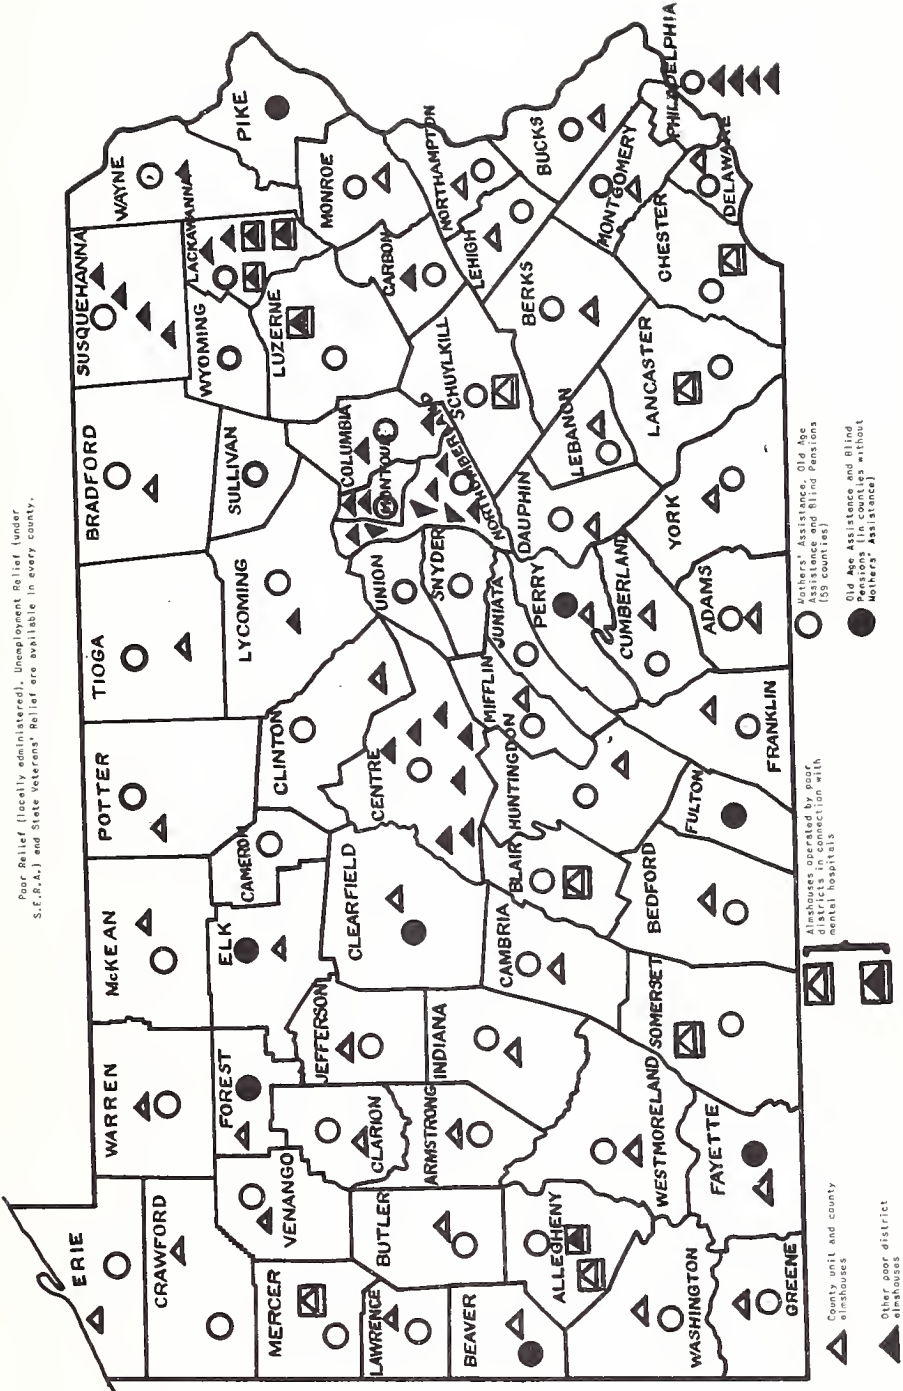 Poor Relief (locally administered), Unemployment Relief (under
S.E.R.A.) and State Veterans' Relief are available in every county.
ERIE
CRAWFORD
MERCER
LAWRENCE
BEAVER
WASHINGTON
GREENE
ALLEGHENY
BUTLER
VENANGO
WARREN
FOREST
CLARION
ARMSTRONG
WESTMORELAND
FAYETTE
McKEAN
ELK
JEFFERSON
INDIANA
SOMERSET
CAMERON
CLEARFIELD
CAMBRIA
BLAIR
BEDFORD
POTTER
CLINTON
CENTRE
HUNTINGDON
FULTON
FRANKLIN
TIOGA
LYCOMING
UNION
SNYDER
MIFFLIN
JUNIATA
PERRY
CUMBERLAND
ADAMS
BRADFORD
SULLIVAN
COLUMBIA
MONTOUR
NORTHUMBERLAND
DAUPHIN
LEBANON
YORK
LANCASTER
SUSQUEHANNA
WYOMING
LACKAWANNA
LUZERNE
SCHUYLKILL
CARBON
BERKS
LEHIGH
WAYNE
PIKE
MONROE
NORTHAMPTON
BUCKS
MONTGOMERY
CHESTER
DELAWARE
PHILADELPHIA
County unit and county
almshouses
Other poor district
almshouses
Almshouses operated by poor
districts in connection with
mental hospitals
Mothers' Assistance, Old Age
Assistance and Blind Pensions
(59 counties)
Old Age Assistance and Blind
Pensions (in counties without
Mothers' Assistance)